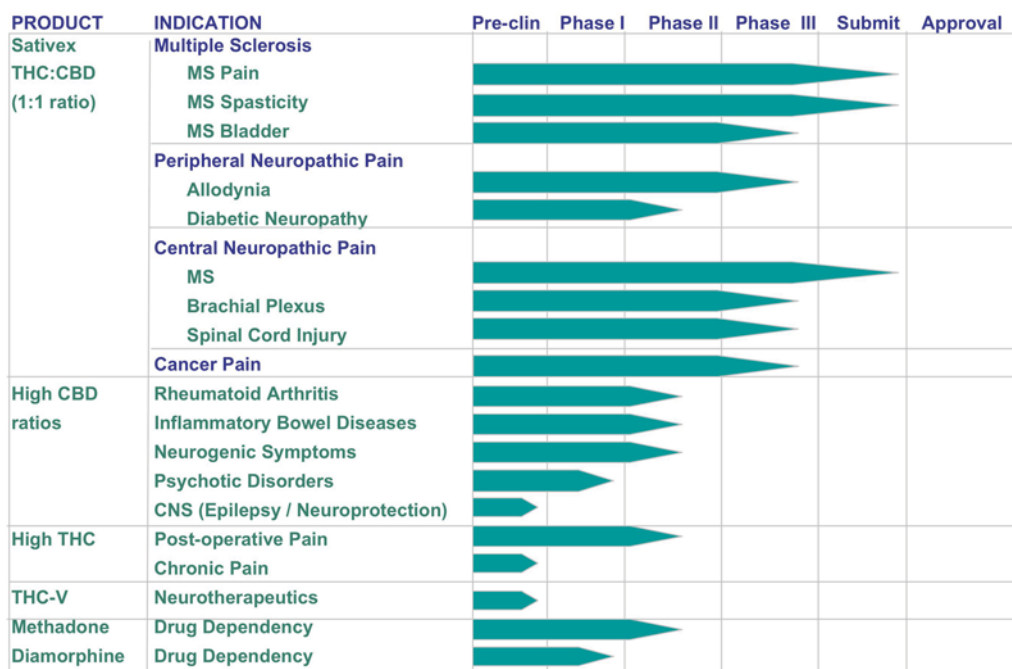 PRODUCT INDICATION Pre-clin Phase I Phase II Phase III Submit Approval
Sativex Multiple Sclerosis
THC:CBD MS Pain
(1:1 ratio) MS Spasticity
MS Bladder
Peripheral Neuropathic Pain
Allodynia
Diabetic Neuropathy
Central Neuropathic Pain
MS
Brachial Plexus
Spinal Cord Injury
Cancer Pain
High CBD Rheumatoid Arthritis
ratios Inflammatory Bowel Diseases
Neurogenic Symptoms
Psychotic Disorders
CNS (Epilepsy / Neuroprotection)
High THC Post-operative Pain
Chronic Pain
THC-V Neurotherapeutics
Methadone Drug Dependency
Diamorphine Drug Dependency